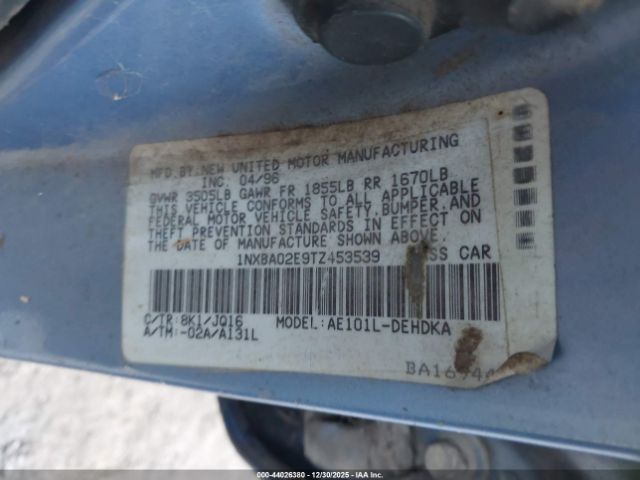 MFD. BY: NEW UNITED MOTOR MANUFACTURING
INC. 04/96
GVWR 3505LB GAWR FR 1855LB RR 1670LB
THIS VEHICLE CONFORMS TO ALL APPLICABLE
FEDERAL MOTOR VEHICLE SAFETY, BUMPER, AND
THEFT PREVENTION STANDARDS IN EFFECT ON
THE DATE OF MANUFACTURE SHOWN ABOVE.
1NXBA02E9TZ453539 SS CAR
C/TR: 8K1/JQ16 MODEL: AE101L-DEHDKA
A/TM: -02A/A131L
000-44026380 - 12/30/2025 - IAA Inc.